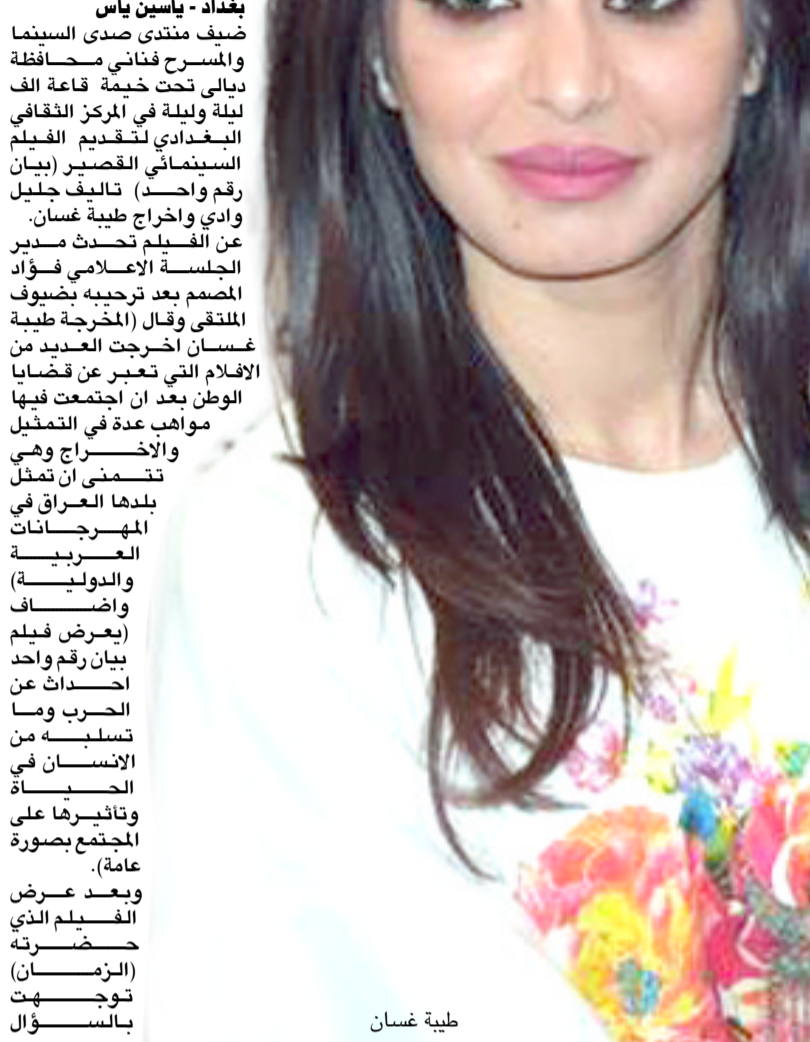 بغداد - ياسين ياس
ضيف منتدى صدى السينما
والمسرح فناني محافظة
ديالى تحت خيمة قاعة الف
ليلة وليلة في المركز الثقافي
البغدادي لتقديم الفيلم
السينمائي القصير (بيان
رقم واحد) تاليف جليل
وادي واخراج طيبة غسان.
عن الفيلم تحدث مدير
الجلسة الاعلامي فؤاد
المصمم بعد ترحيبه بضيوف
الملتقى وقال (المخرجة طيبة
غسان اخرجت العديد من
الافلام التي تعبر عن قضايا
الوطن بعد ان اجتمعت فيها
مواهب عدة في التمثيل
والاخراج وهي
تتمنى ان تمثل
بلدها العراق في
المهرجانات
العربية
والدولية)
واضاف
(يعرض فيلم
بيان رقم واحد
احداث عن
الحرب وما
تسلبه من
الانسان في
الحياة
وتأثيرها على
المجتمع بصورة
عامة).
وبعد عرض
الفيلم الذي
حضرته
(الزمان)
توجهت
بالسؤال
طيبة غسان